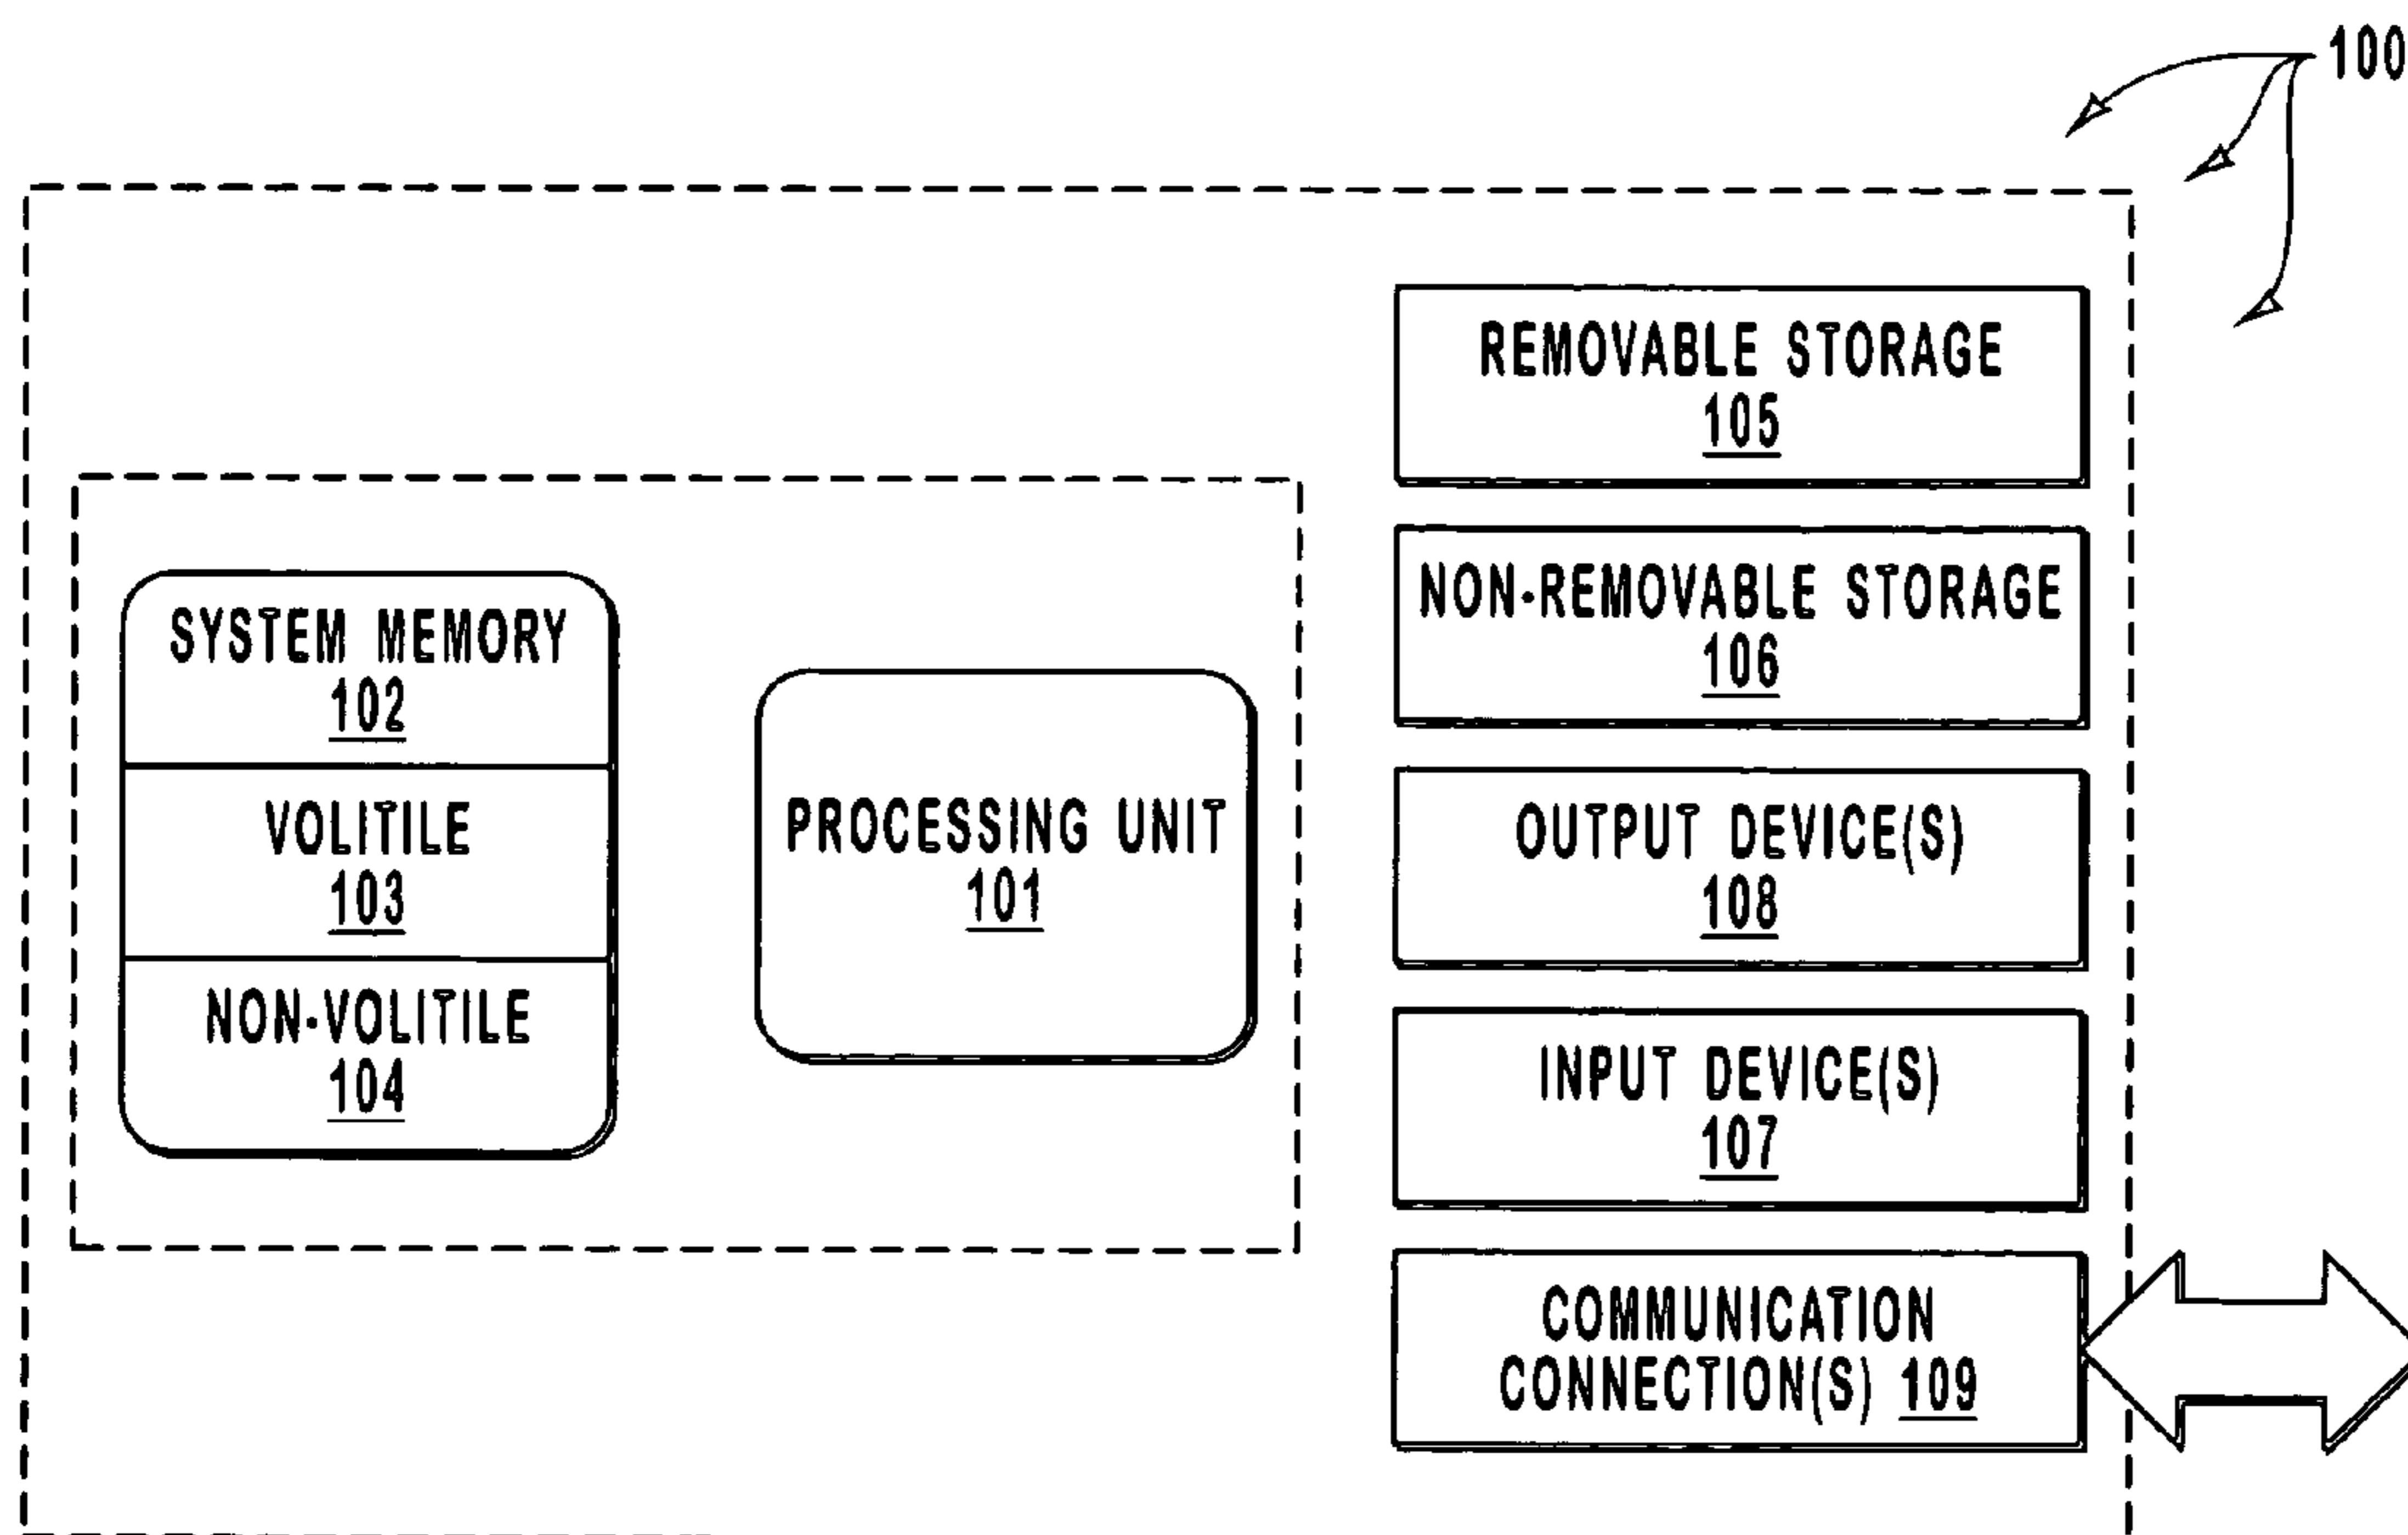 100
REMOVABLE STORAGE
105
NON-REMOVABLE STORAGE
106
SYSTEM MEMORY
102
VOLITILE
103
NON-VOLITILE
104
PROCESSING UNIT
101
OUTPUT DEVICE(S)
108
INPUT DEVICE(S)
107
COMMUNICATION
CONNECTION(S) 109